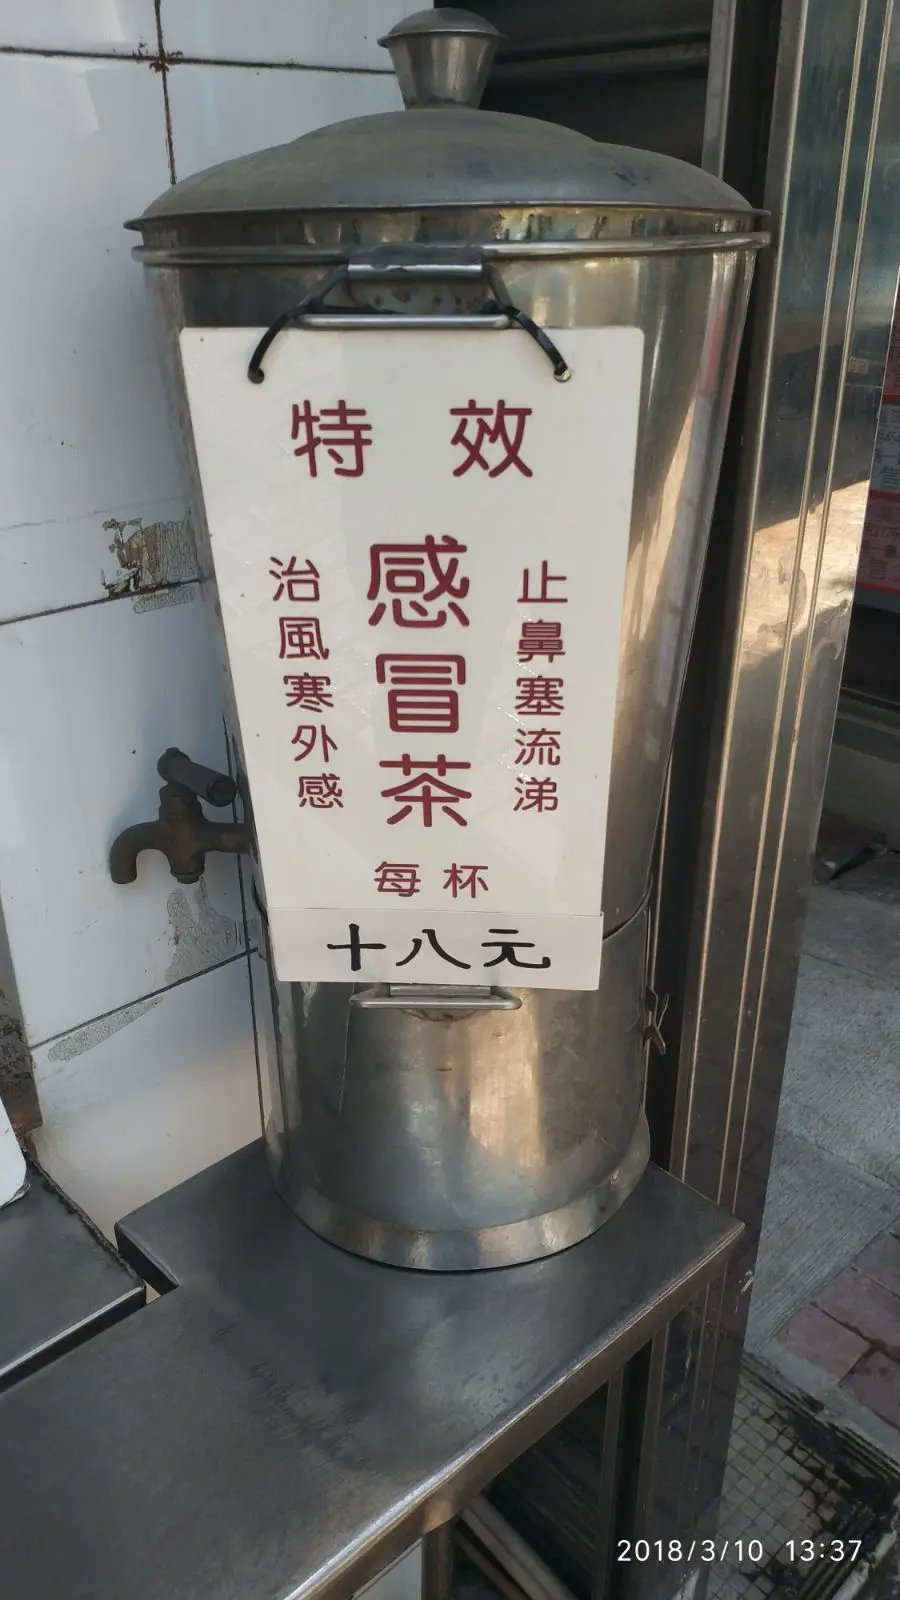 特效
止鼻塞流涕
感冒茶
治風寒外感
每杯
十八元
2018/3/10 13:37